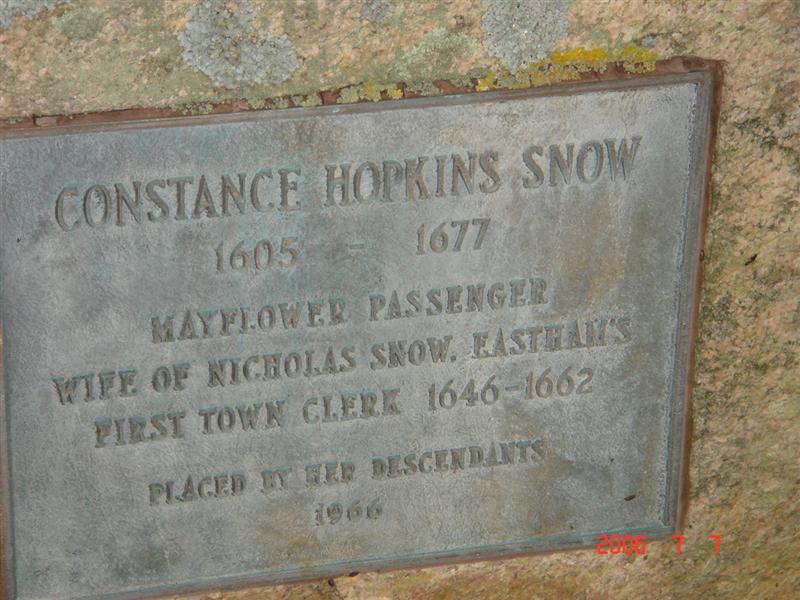 CONSTANCE HOPKINS SNOW
1605 - 1677
MAYFLOWER PASSENGER
WIFE OF NICHOLAS SNOW. EASTHAM'S
FIRST TOWN CLERK 1646-1662
PLACED BY HER DESCENDANTS
1966
2006 7 7